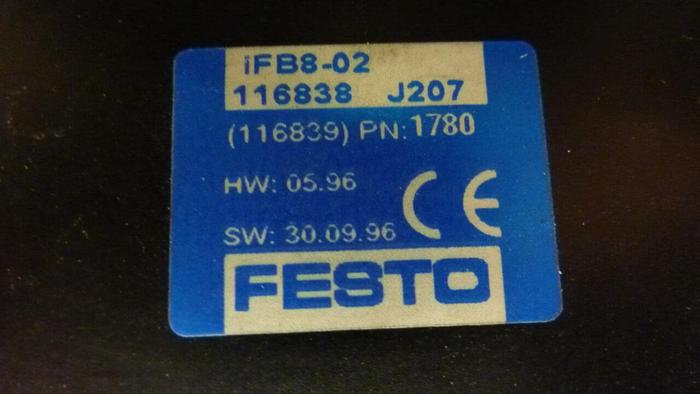 IFB8-02
116838 J207
(116839) PN:1780
HW: 05.96
CE
SW: 30.09.96
FESTO